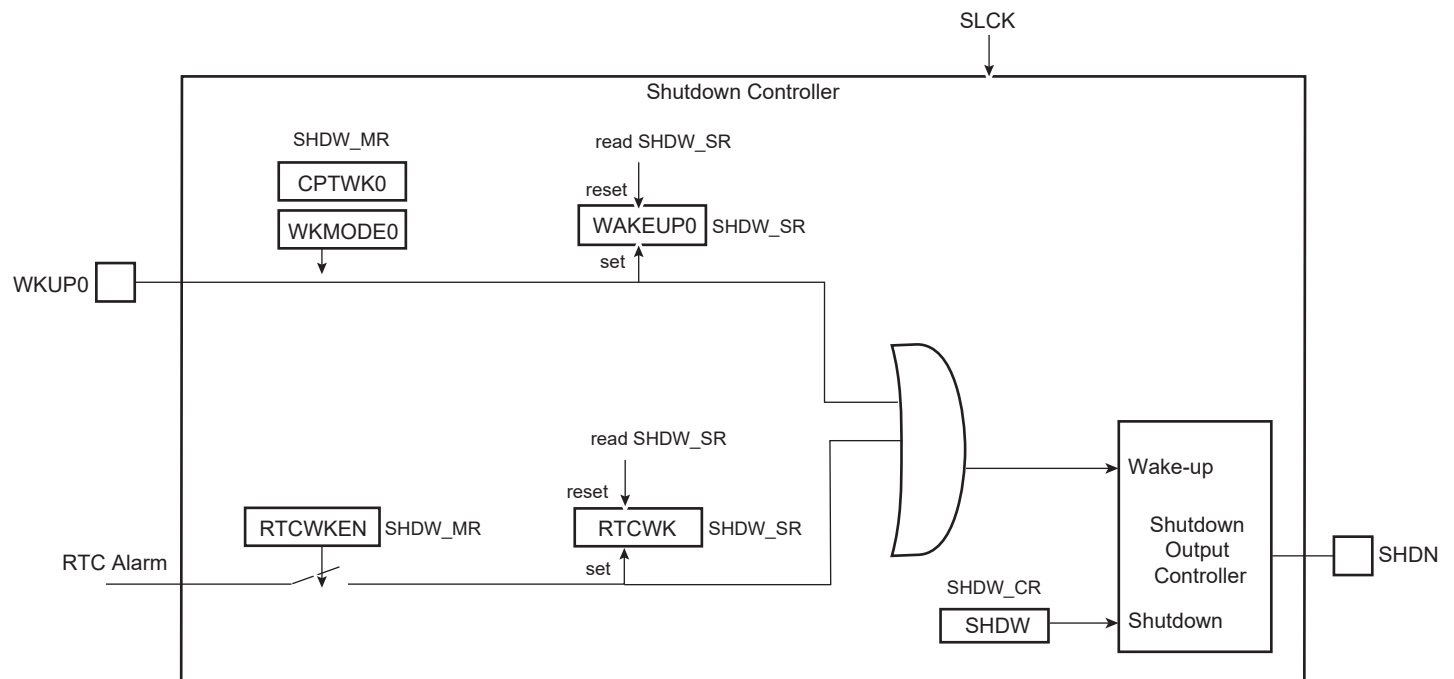 SLCK
Shutdown Controller
SHDW_MR
CPTWK0
WKMODE0
read SHDW_SR
reset
WAKEUP0
SHDW_SR
set
WKUP0
read SHDW_SR
reset
RTCWKEN
SHDW_MR
RTCWK
SHDW_SR
set
RTC Alarm
Wake-up
Shutdown
Output
Controller
SHDN
SHDW_CR
SHDW
Shutdown